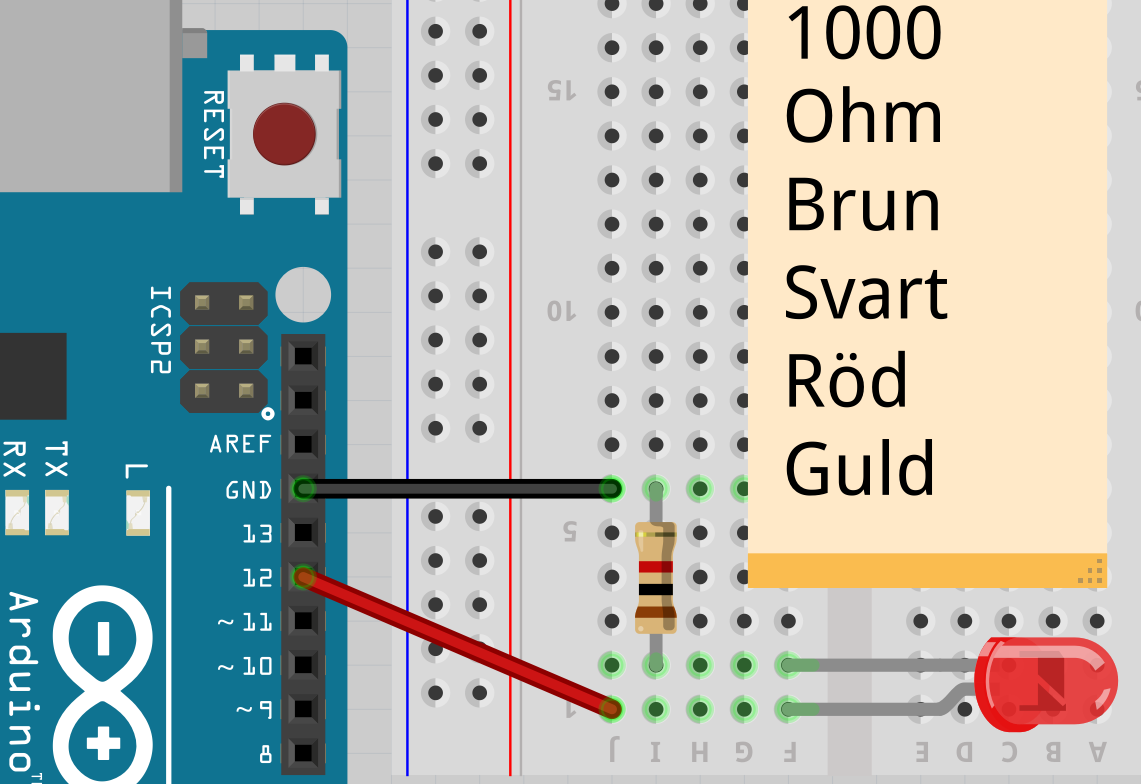 1000
Ohm
Brun
Svart
Röd
Guld
RESET
ICSP2
RX
TX
L
AREF
GND
13
12
~11
~10
~9
8
Arduino™
15
10
5
1
J I H G F E D C B A